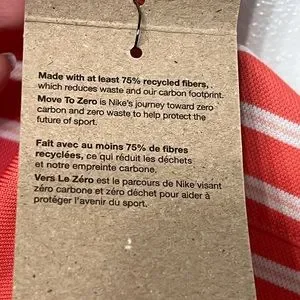 Made with at least 75% recycled fibers,
which reduces waste and our carbon footprint.
Move To Zero is Nike's journey toward zero
carbon and zero waste to help protect the
future of sport.
Fait avec au moins 75% de fibres
recyclées, ce qui réduit les déchets
et notre empreinte carbone.
Vers Le Zéro est le parcours de Nike visant
zéro carbone et zéro déchet pour aider à
protéger l'avenir du sport.